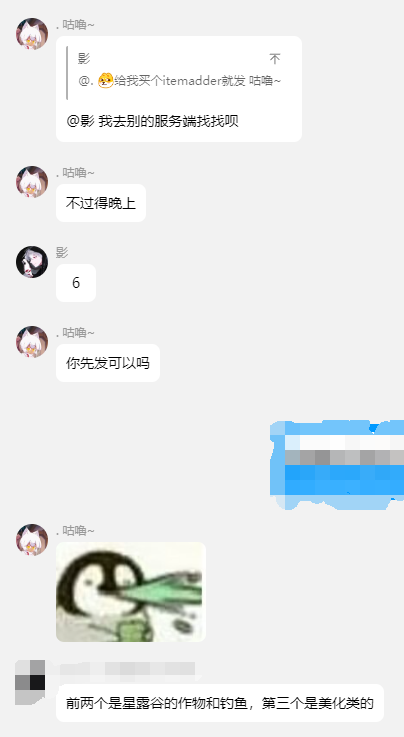 . 咕噜~
影 不
@. 给我买个itemadder就发 咕噜~
@影 我去别的服务端找找呗
. 咕噜~
不过得晚上
影
6
. 咕噜~
你先发可以吗
. 咕噜~
前两个是星露谷的作物和钓鱼，第三个是美化类的